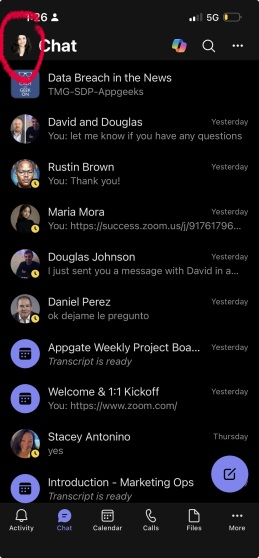 1:26
5G
Chat
Data Breach in the News
TMG-SDP-Appgeeks
David and Douglas
Yesterday
You: let me know if you have any questions
Rustin Brown
Yesterday
You: Thank you!
Maria Mora
Yesterday
You: https://success.zoom.us/j/91761796...
Douglas Johnson
Yesterday
I just sent you a message with David in a...
Daniel Perez
Yesterday
ok dejame le pregunto
Appgate Weekly Project Boa...
Yesterday
Transcript is ready
Welcome & 1:1 Kickoff
Yesterday
You: https://www.zoom.com/
Stacey Antonino
Thursday
yes
Introduction - Marketing Ops
Transcript is ready
Activity
Chat
Calendar
Calls
Files
More